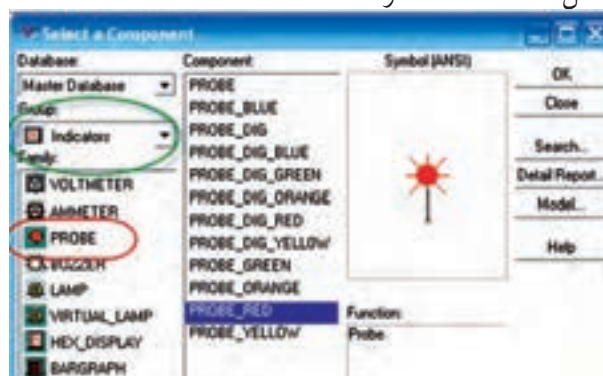 Select a Component
Database:
Master Database
Group:
Indicators
Family:
VOLTMETER
AMMETER
PROBE
BUZZER
LAMP
VIRTUAL_LAMP
HEX_DISPLAY
BARGRAPH
Component:
PROBE
PROBE_BLUE
PROBE_DIG
PROBE_DIG_BLUE
PROBE_DIG_GREEN
PROBE_DIG_ORANGE
PROBE_DIG_RED
PROBE_DIG_YELLOW
PROBE_GREEN
PROBE_ORANGE
PROBE_RED
PROBE_YELLOW
Symbol (ANSI)
Function:
Probe
OK
Close
Search...
Detail Report...
Model...
Help